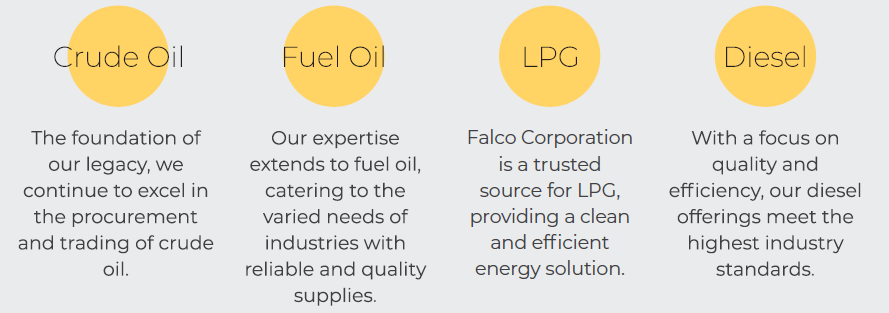 Crude Oil
The foundation of
our legacy, we
continue to excel in
the procurement
and trading of crude
oil.
Fuel Oil
Our expertise
extends to fuel oil,
catering to the
varied needs of
industries with
reliable and quality
supplies.
LPG
Falco Corporation
is a trusted
source for LPG,
providing a clean
and efficient
energy solution.
Diesel
With a focus on
quality and
efficiency, our diesel
offerings meet the
highest industry
standards.